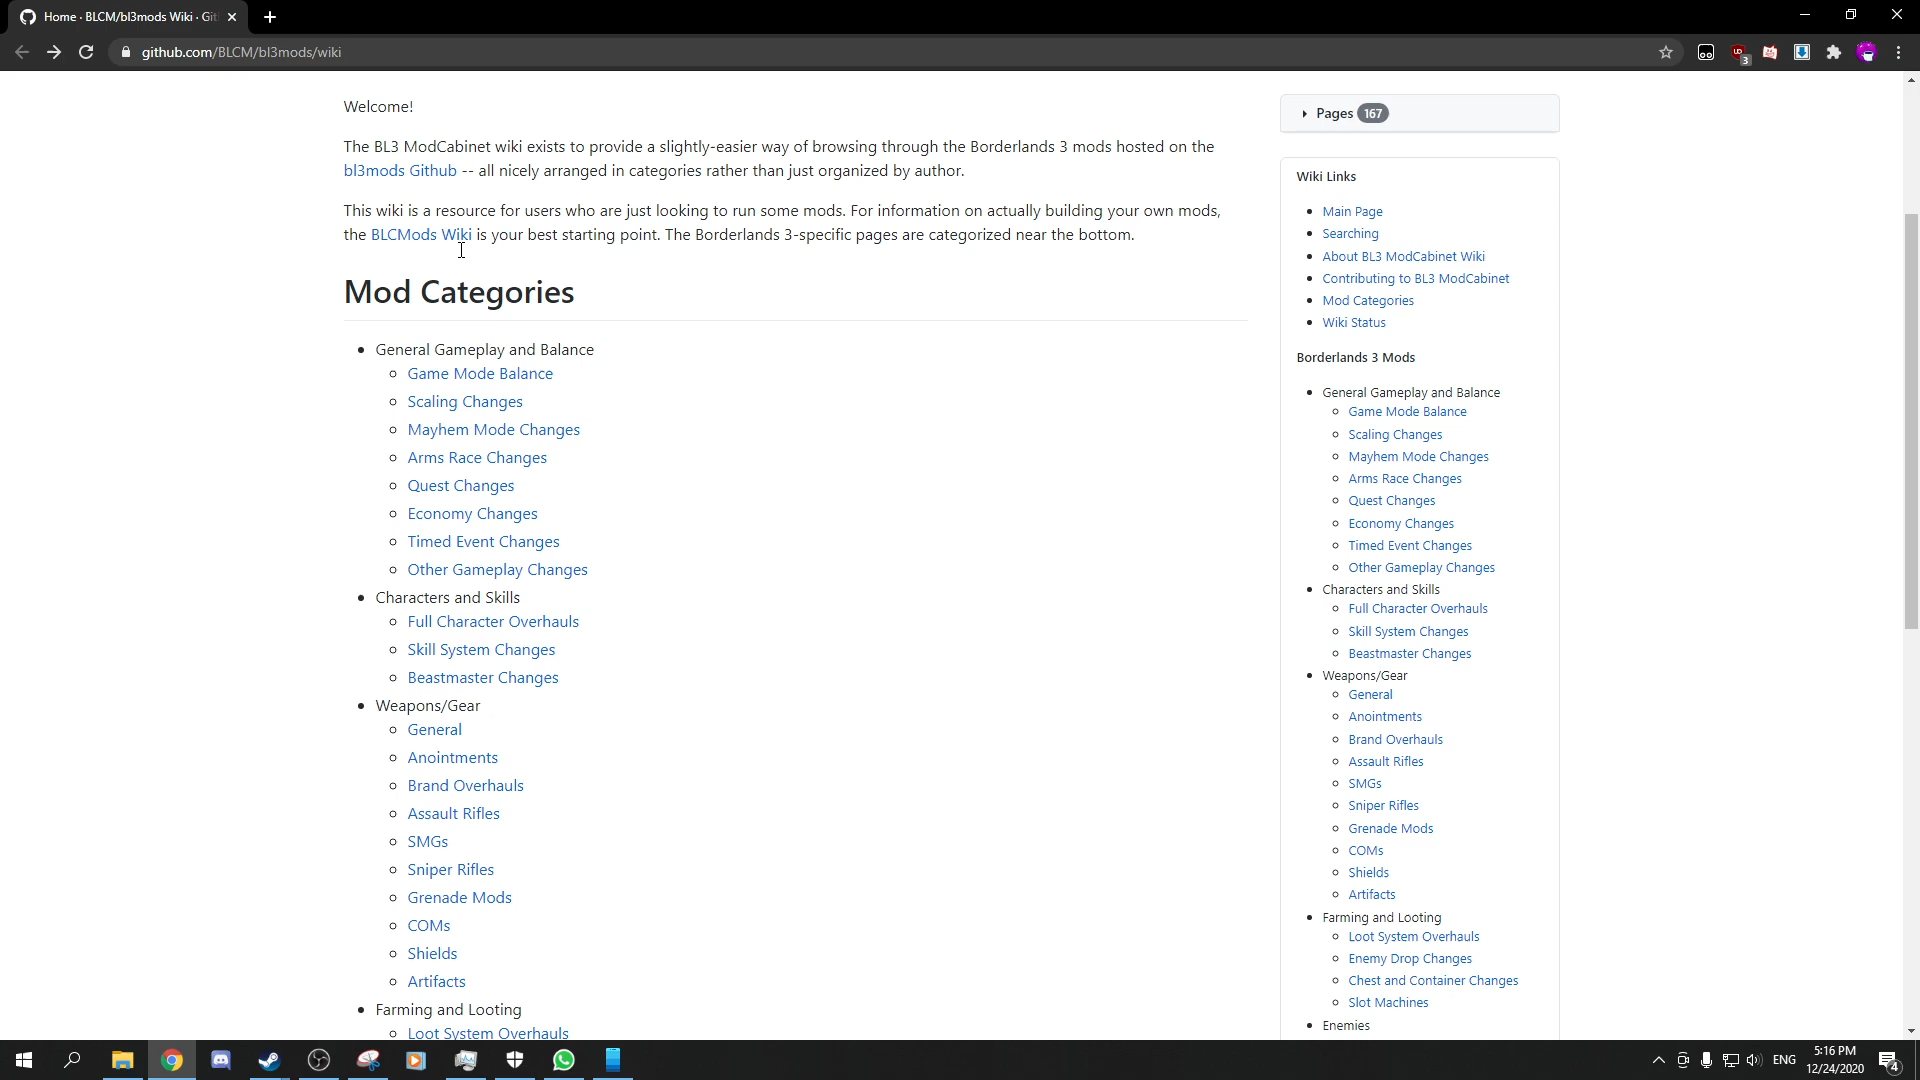 Home · BLCM/bl3mods Wiki · Git
github.com/BLCM/bl3mods/wiki
3
Welcome!
The BL3 ModCabinet wiki exists to provide a slightly-easier way of browsing through the Borderlands 3 mods hosted on the
bl3mods Github -- all nicely arranged in categories rather than just organized by author.
This wiki is a resource for users who are just looking to run some mods. For information on actually building your own mods,
the BLCMods Wiki is your best starting point. The Borderlands 3-specific pages are categorized near the bottom.
Mod Categories
General Gameplay and Balance
Game Mode Balance
Scaling Changes
Mayhem Mode Changes
Arms Race Changes
Quest Changes
Economy Changes
Timed Event Changes
Other Gameplay Changes
Characters and Skills
Full Character Overhauls
Skill System Changes
Beastmaster Changes
Weapons/Gear
General
Anointments
Brand Overhauls
Assault Rifles
SMGs
Sniper Rifles
Grenade Mods
COMs
Shields
Artifacts
Farming and Looting
Loot System Overhauls
Pages 167
Wiki Links
Main Page
Searching
About BL3 ModCabinet Wiki
Contributing to BL3 ModCabinet
Mod Categories
Wiki Status
Borderlands 3 Mods
General Gameplay and Balance
Game Mode Balance
Scaling Changes
Mayhem Mode Changes
Arms Race Changes
Quest Changes
Economy Changes
Timed Event Changes
Other Gameplay Changes
Characters and Skills
Full Character Overhauls
Skill System Changes
Beastmaster Changes
Weapons/Gear
General
Anointments
Brand Overhauls
Assault Rifles
SMGs
Sniper Rifles
Grenade Mods
COMs
Shields
Artifacts
Farming and Looting
Loot System Overhauls
Enemy Drop Changes
Chest and Container Changes
Slot Machines
Enemies
ENG
5:16 PM
12/24/2020
4